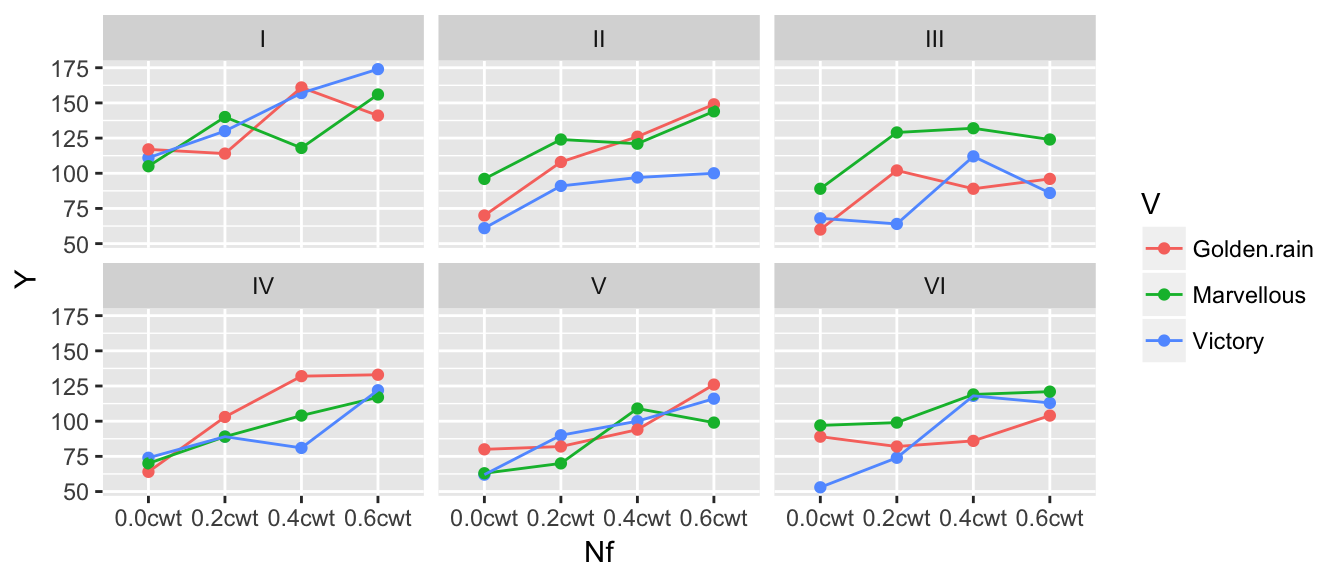 I II III
175
150
125
100
75
50
Y
IV V VI
175
150
125
100
75
50
0.0cwt 0.2cwt 0.4cwt 0.6cwt 0.0cwt 0.2cwt 0.4cwt 0.6cwt 0.0cwt 0.2cwt 0.4cwt 0.6cwt
Nf
V
Golden.rain
Marvellous
Victory